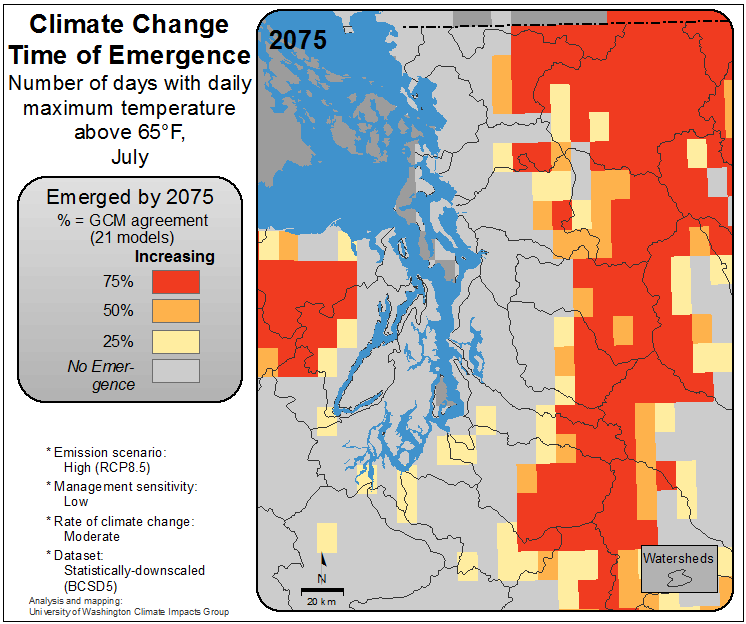 Climate Change
Time of Emergence
Number of days with daily
maximum temperature
above 65°F,
July
2075
Emerged by 2075
% = GCM agreement
(21 models)
Increasing
75%
50%
25%
No Emer-
gence
* Emission scenario:
High (RCP8.5)
* Management sensitivity:
Low
* Rate of climate change:
Moderate
* Dataset:
Statistically-downscaled
(BCSD5)
Analysis and mapping:
University of Washington Climate Impacts Group
N
20 km
Watersheds